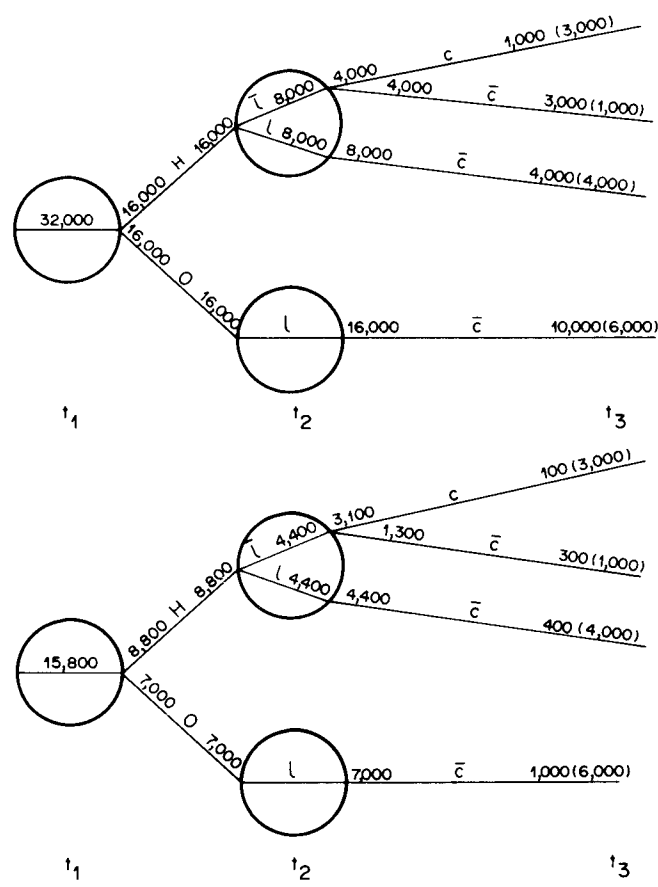 1,000 (3,000)
c
4,000
4,000 c̄ 3,000 (1,000)
l̄ 8,000
l 8,000
8,000 c̄ 4,000 (4,000)
16,000 H 16,000
32,000
16,000 O 16,000
l 16,000 c̄ 10,000 (6,000)
t₁ t₂ t₃
100 (3,000)
c
3,100
1,300 c̄ 300 (1,000)
l̄ 4,400
l 4,400
4,400 c̄ 400 (4,000)
8,800 H 8,800
15,800
7,000 O 7,000
l 7,000 c̄ 1,000 (6,000)
t₁ t₂ t₃